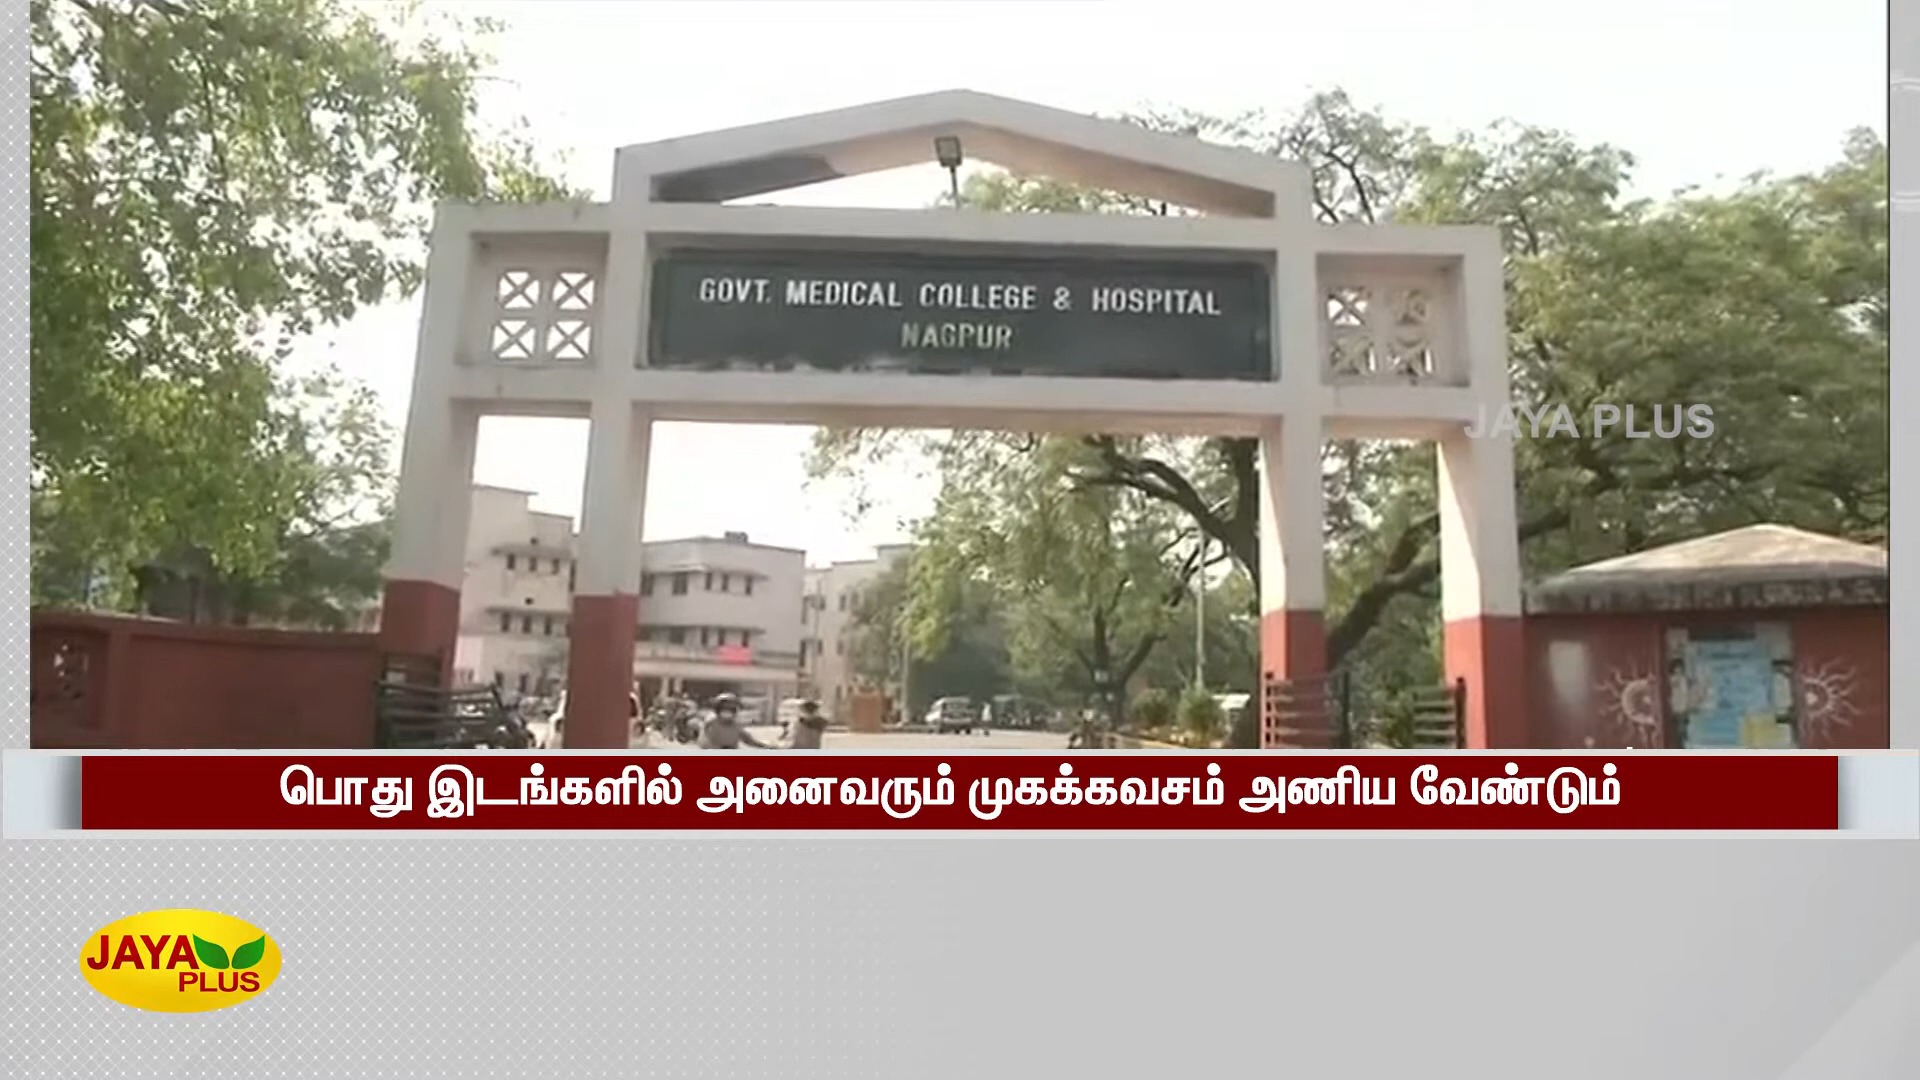 GOVT. MEDICAL COLLEGE & HOSPITAL
NAGPUR
JAYA PLUS
பொது இடங்களில் அனைவரும் முகக்கவசம் அணிய வேண்டும்
JAYA
PLUS